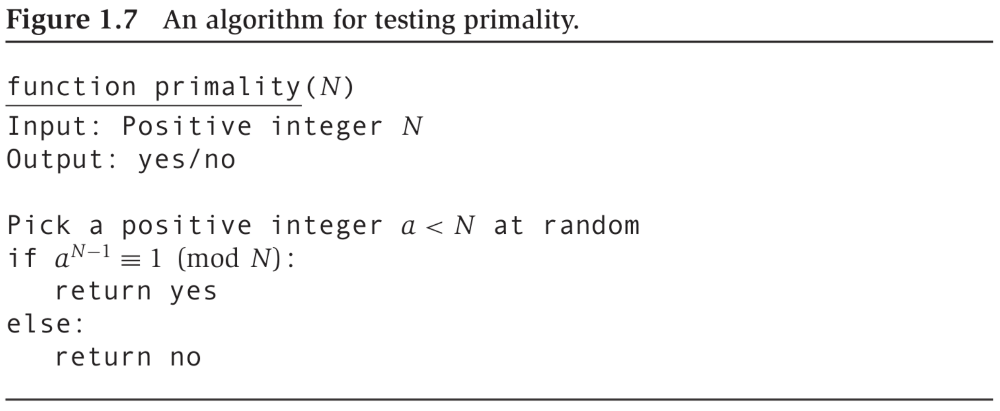 Figure 1.7 An algorithm for testing primality.
function primality(N)
Input: Positive integer N
Output: yes/no
Pick a positive integer a < N at random
if a^{N−1} ≡ 1 (mod N):
return yes
else:
return no